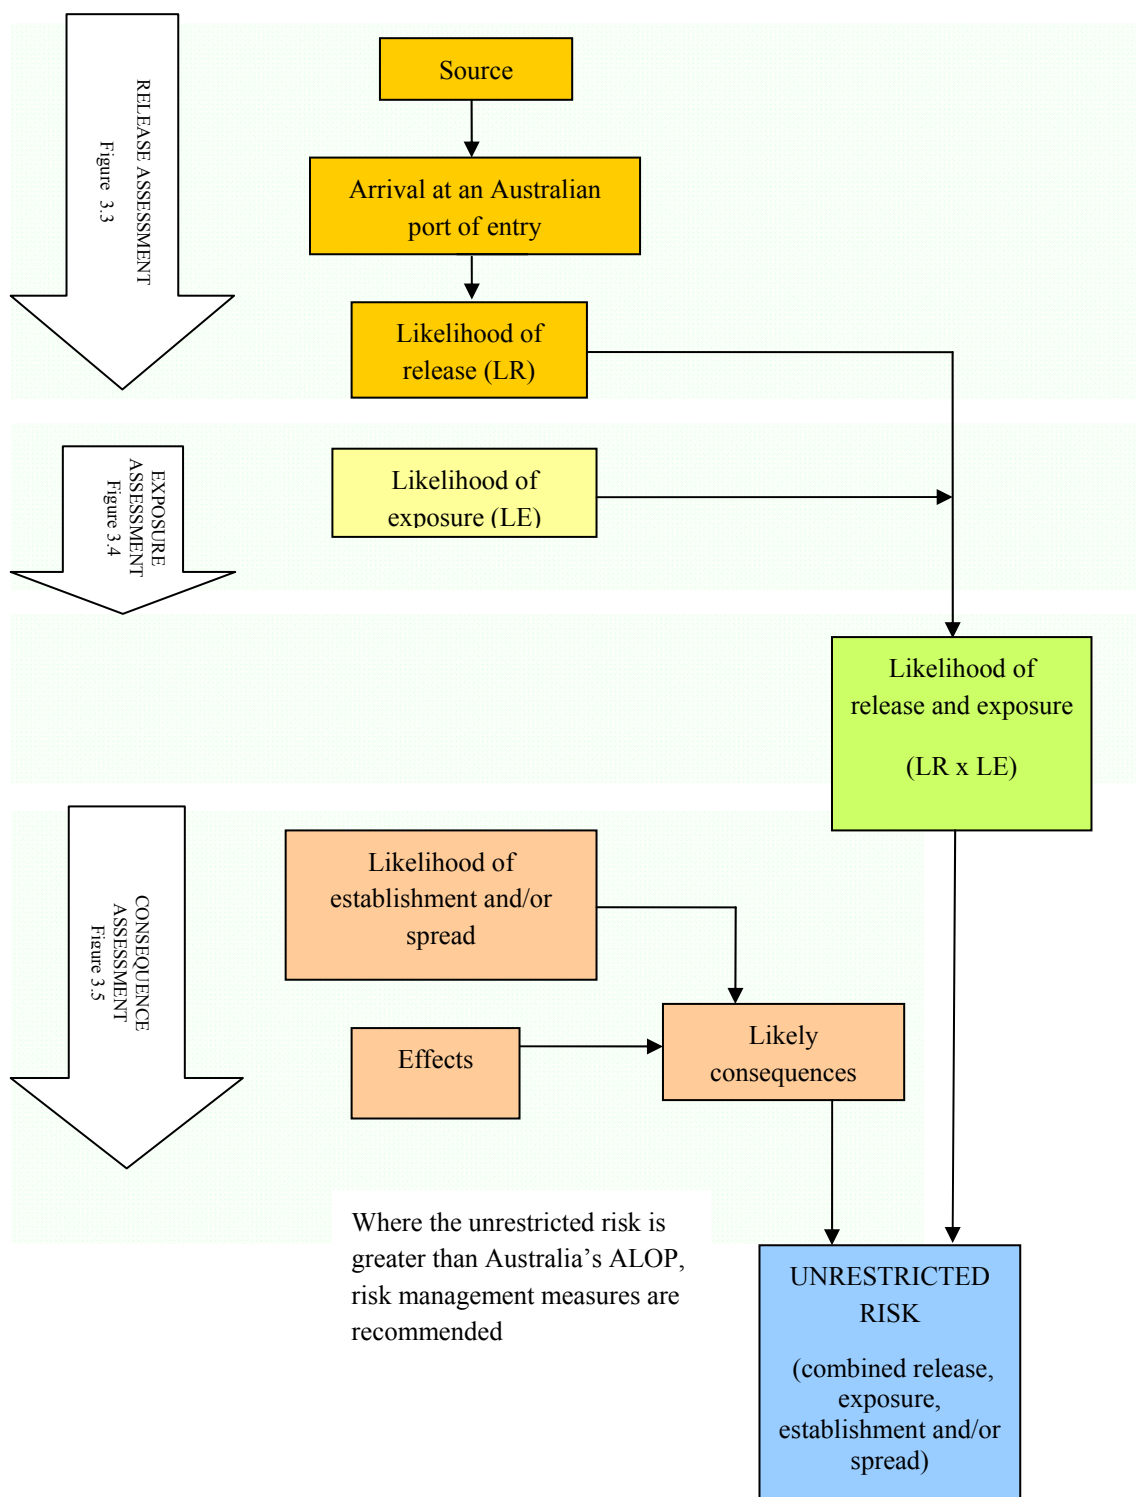 RELEASE ASSESSMENT
Figure 3.3
Source
Arrival at an Australian
port of entry
Likelihood of
release (LR)
EXPOSURE
ASSESSMENT
Figure 3.4
Likelihood of
exposure (LE)
Likelihood of
release and exposure
(LR x LE)
CONSEQUENCE
ASSESSMENT
Figure 3.5
Likelihood of
establishment and/or
spread
Effects
Likely
consequences
Where the unrestricted risk is
greater than Australia’s ALOP,
risk management measures are
recommended
UNRESTRICTED
RISK
(combined release,
exposure,
establishment and/or
spread)